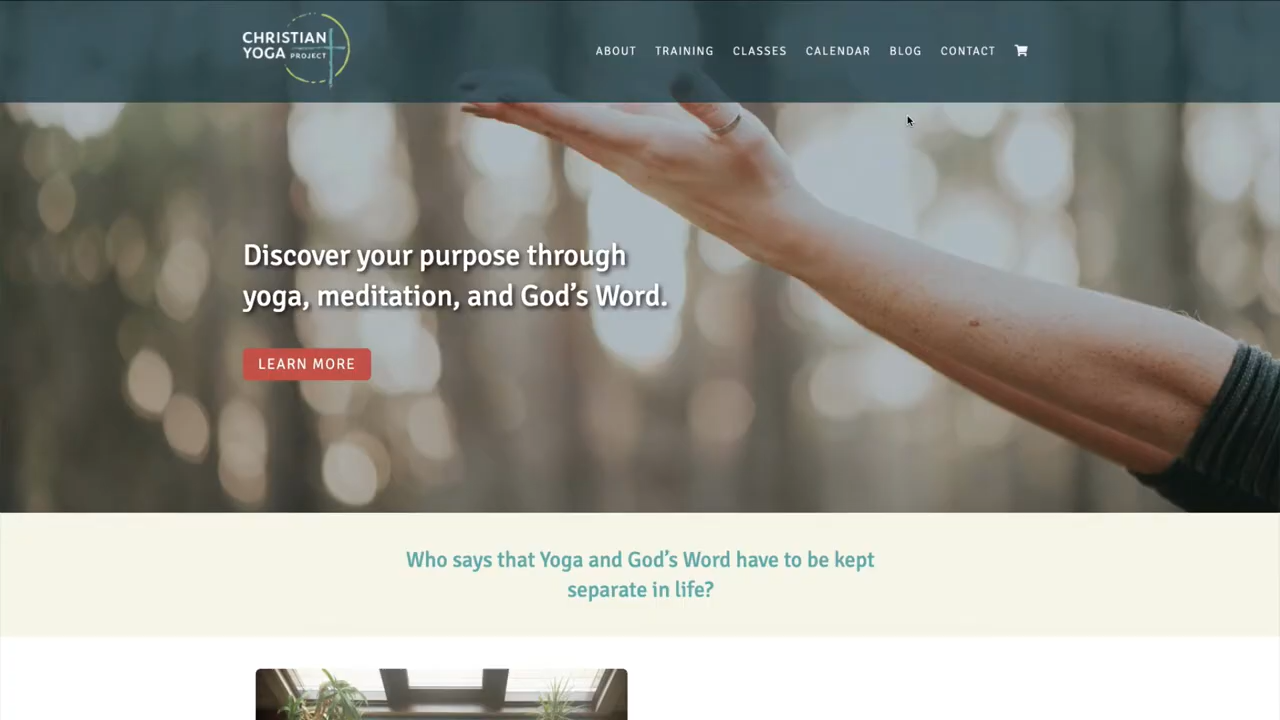 CHRISTIAN
YOGA PROJECT
ABOUT TRAINING CLASSES CALENDAR BLOG CONTACT
Discover your purpose through
yoga, meditation, and God’s Word.
LEARN MORE
Who says that Yoga and God’s Word have to be kept
separate in life?